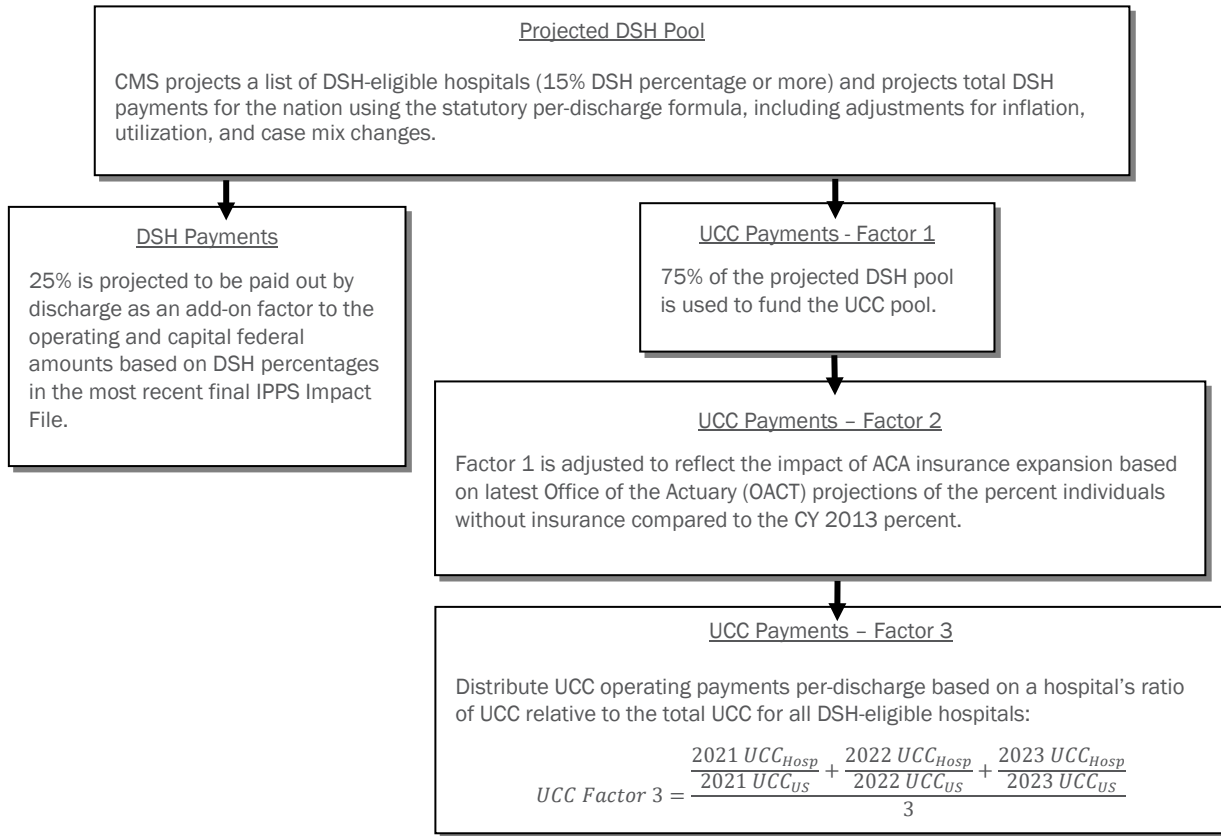 Projected DSH Pool
CMS projects a list of DSH-eligible hospitals (15% DSH percentage or more) and projects total DSH
payments for the nation using the statutory per-discharge formula, including adjustments for inflation,
utilization, and case mix changes.
DSH Payments
25% is projected to be paid out by
discharge as an add-on factor to the
operating and capital federal
amounts based on DSH percentages
in the most recent final IPPS Impact
File.
UCC Payments - Factor 1
75% of the projected DSH pool
is used to fund the UCC pool.
UCC Payments – Factor 2
Factor 1 is adjusted to reflect the impact of ACA insurance expansion based
on latest Office of the Actuary (OACT) projections of the percent individuals
without insurance compared to the CY 2013 percent.
UCC Payments – Factor 3
Distribute UCC operating payments per-discharge based on a hospital's ratio
of UCC relative to the total UCC for all DSH-eligible hospitals:
2021 UCC_Hosp + 2022 UCC_Hosp + 2023 UCC_Hosp
2021 UCC_US 2022 UCC_US 2023 UCC_US
UCC Factor 3 =
3